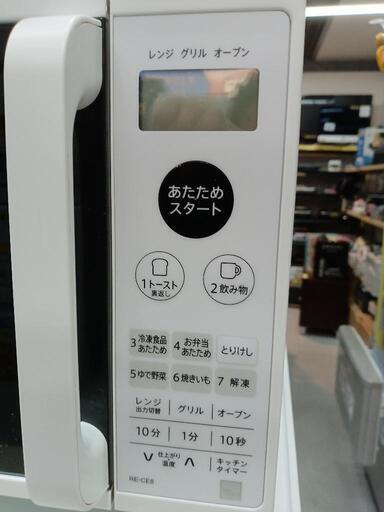 レンジ グリル オーブン
あたため
スタート
1トースト
裏返し
2飲み物
3冷凍食品
あたため
4お弁当
あたため
とりけし
5ゆで野菜
6焼きいも
7解凍
レンジ
出力切替
グリル
オーブン
10分
1分
10秒
∨ 仕上がり ∧
温度
キッチン
タイマー
RE-CE8